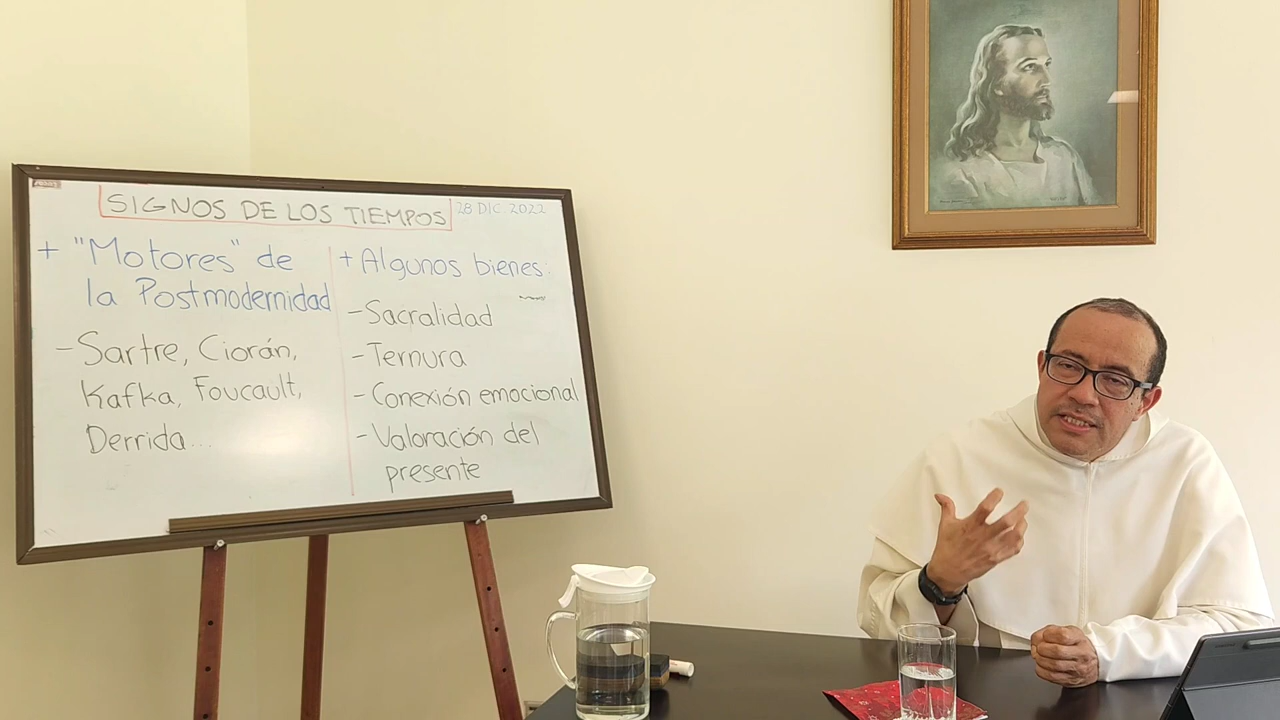 SIGNOS DE LOS TIEMPOS
28 DIC. 2022
+ "Motores" de
la Postmodernidad
- Sartre, Ciorán,
Kafka, Foucault,
Derrida...
+ Algunos bienes:
- Sacralidad
- Ternura
- Conexión emocional
- Valoración del
presente